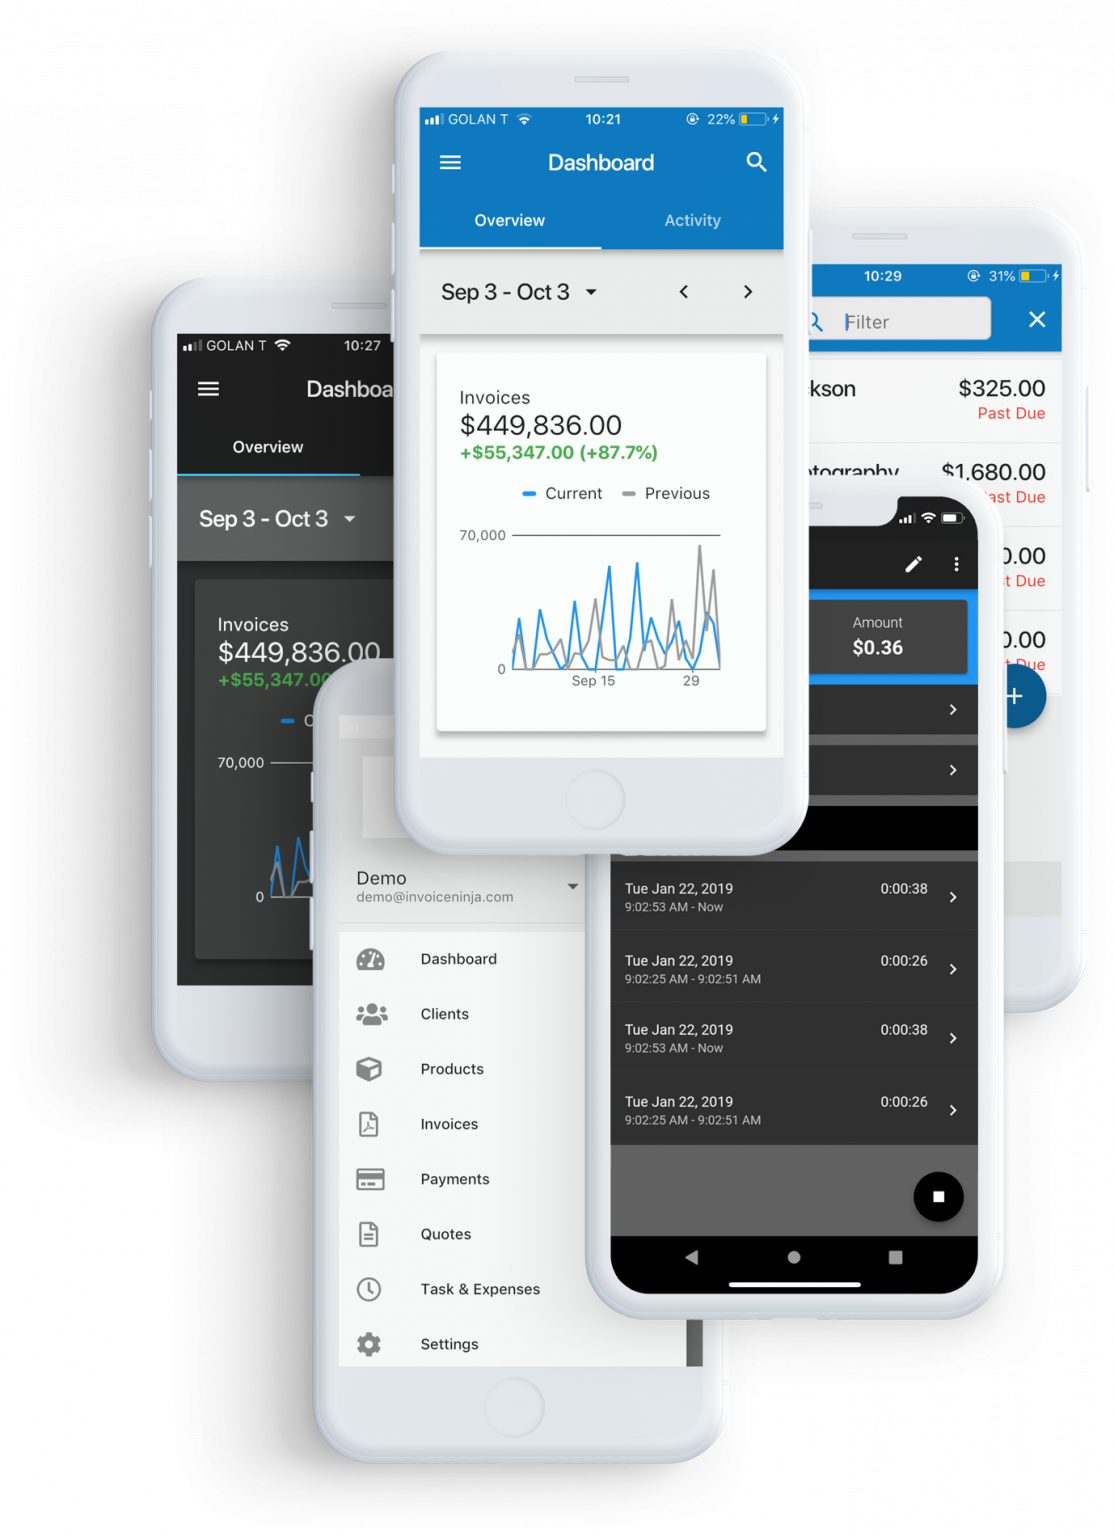 GOLAN T 10:21 22%
Dashboard
Overview Activity
Sep 3 - Oct 3
Invoices
$449,836.00
+$55,347.00 (+87.7%)
Current Previous
70,000
0
Sep 15 29
GOLAN T 10:27
Dashboa
Overview
Sep 3 - Oct 3
Invoices
$449,836.00
+$55,347.00
70,000
0
10:29 31%
Filter
kson $325.00
Past Due
tography $1,680.00
ast Due
0.00
t Due
0.00
Due
Amount
$0.36
Tue Jan 22, 2019 0:00:38
9:02:53 AM - Now
Tue Jan 22, 2019 0:00:26
9:02:25 AM - 9:02:51 AM
Tue Jan 22, 2019 0:00:38
9:02:53 AM - Now
Tue Jan 22, 2019 0:00:26
9:02:25 AM - 9:02:51 AM
Demo
demo@invoiceninja.com
Dashboard
Clients
Products
Invoices
Payments
Quotes
Task & Expenses
Settings